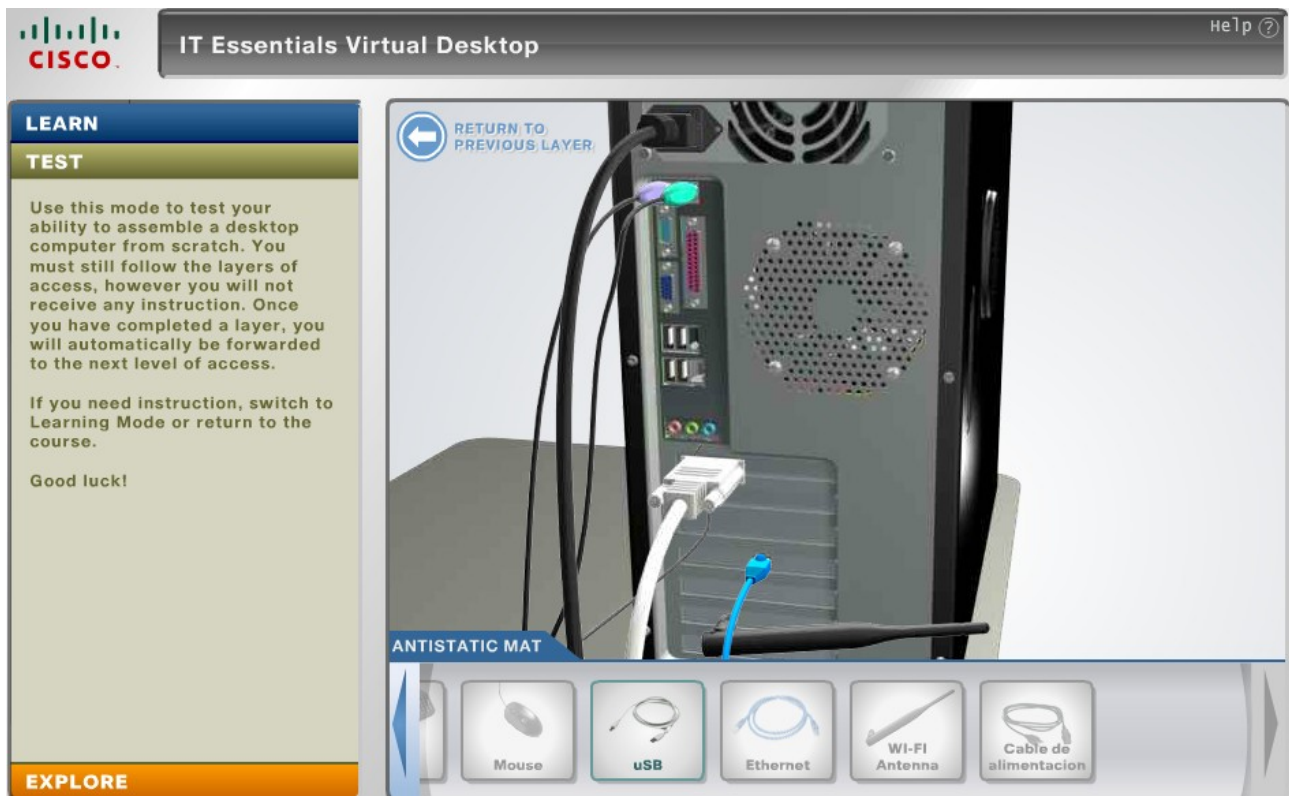 CISCO
IT Essentials Virtual Desktop
Help ?
LEARN
TEST
Use this mode to test your
ability to assemble a desktop
computer from scratch. You
must still follow the layers of
access, however you will not
receive any instruction. Once
you have completed a layer, you
will automatically be forwarded
to the next level of access.
If you need instruction, switch to
Learning Mode or return to the
course.
Good luck!
EXPLORE
RETURN TO
PREVIOUS LAYER
ANTISTATIC MAT
Mouse
uSB
Ethernet
WI-FI
Antenna
Cable de
alimentacion